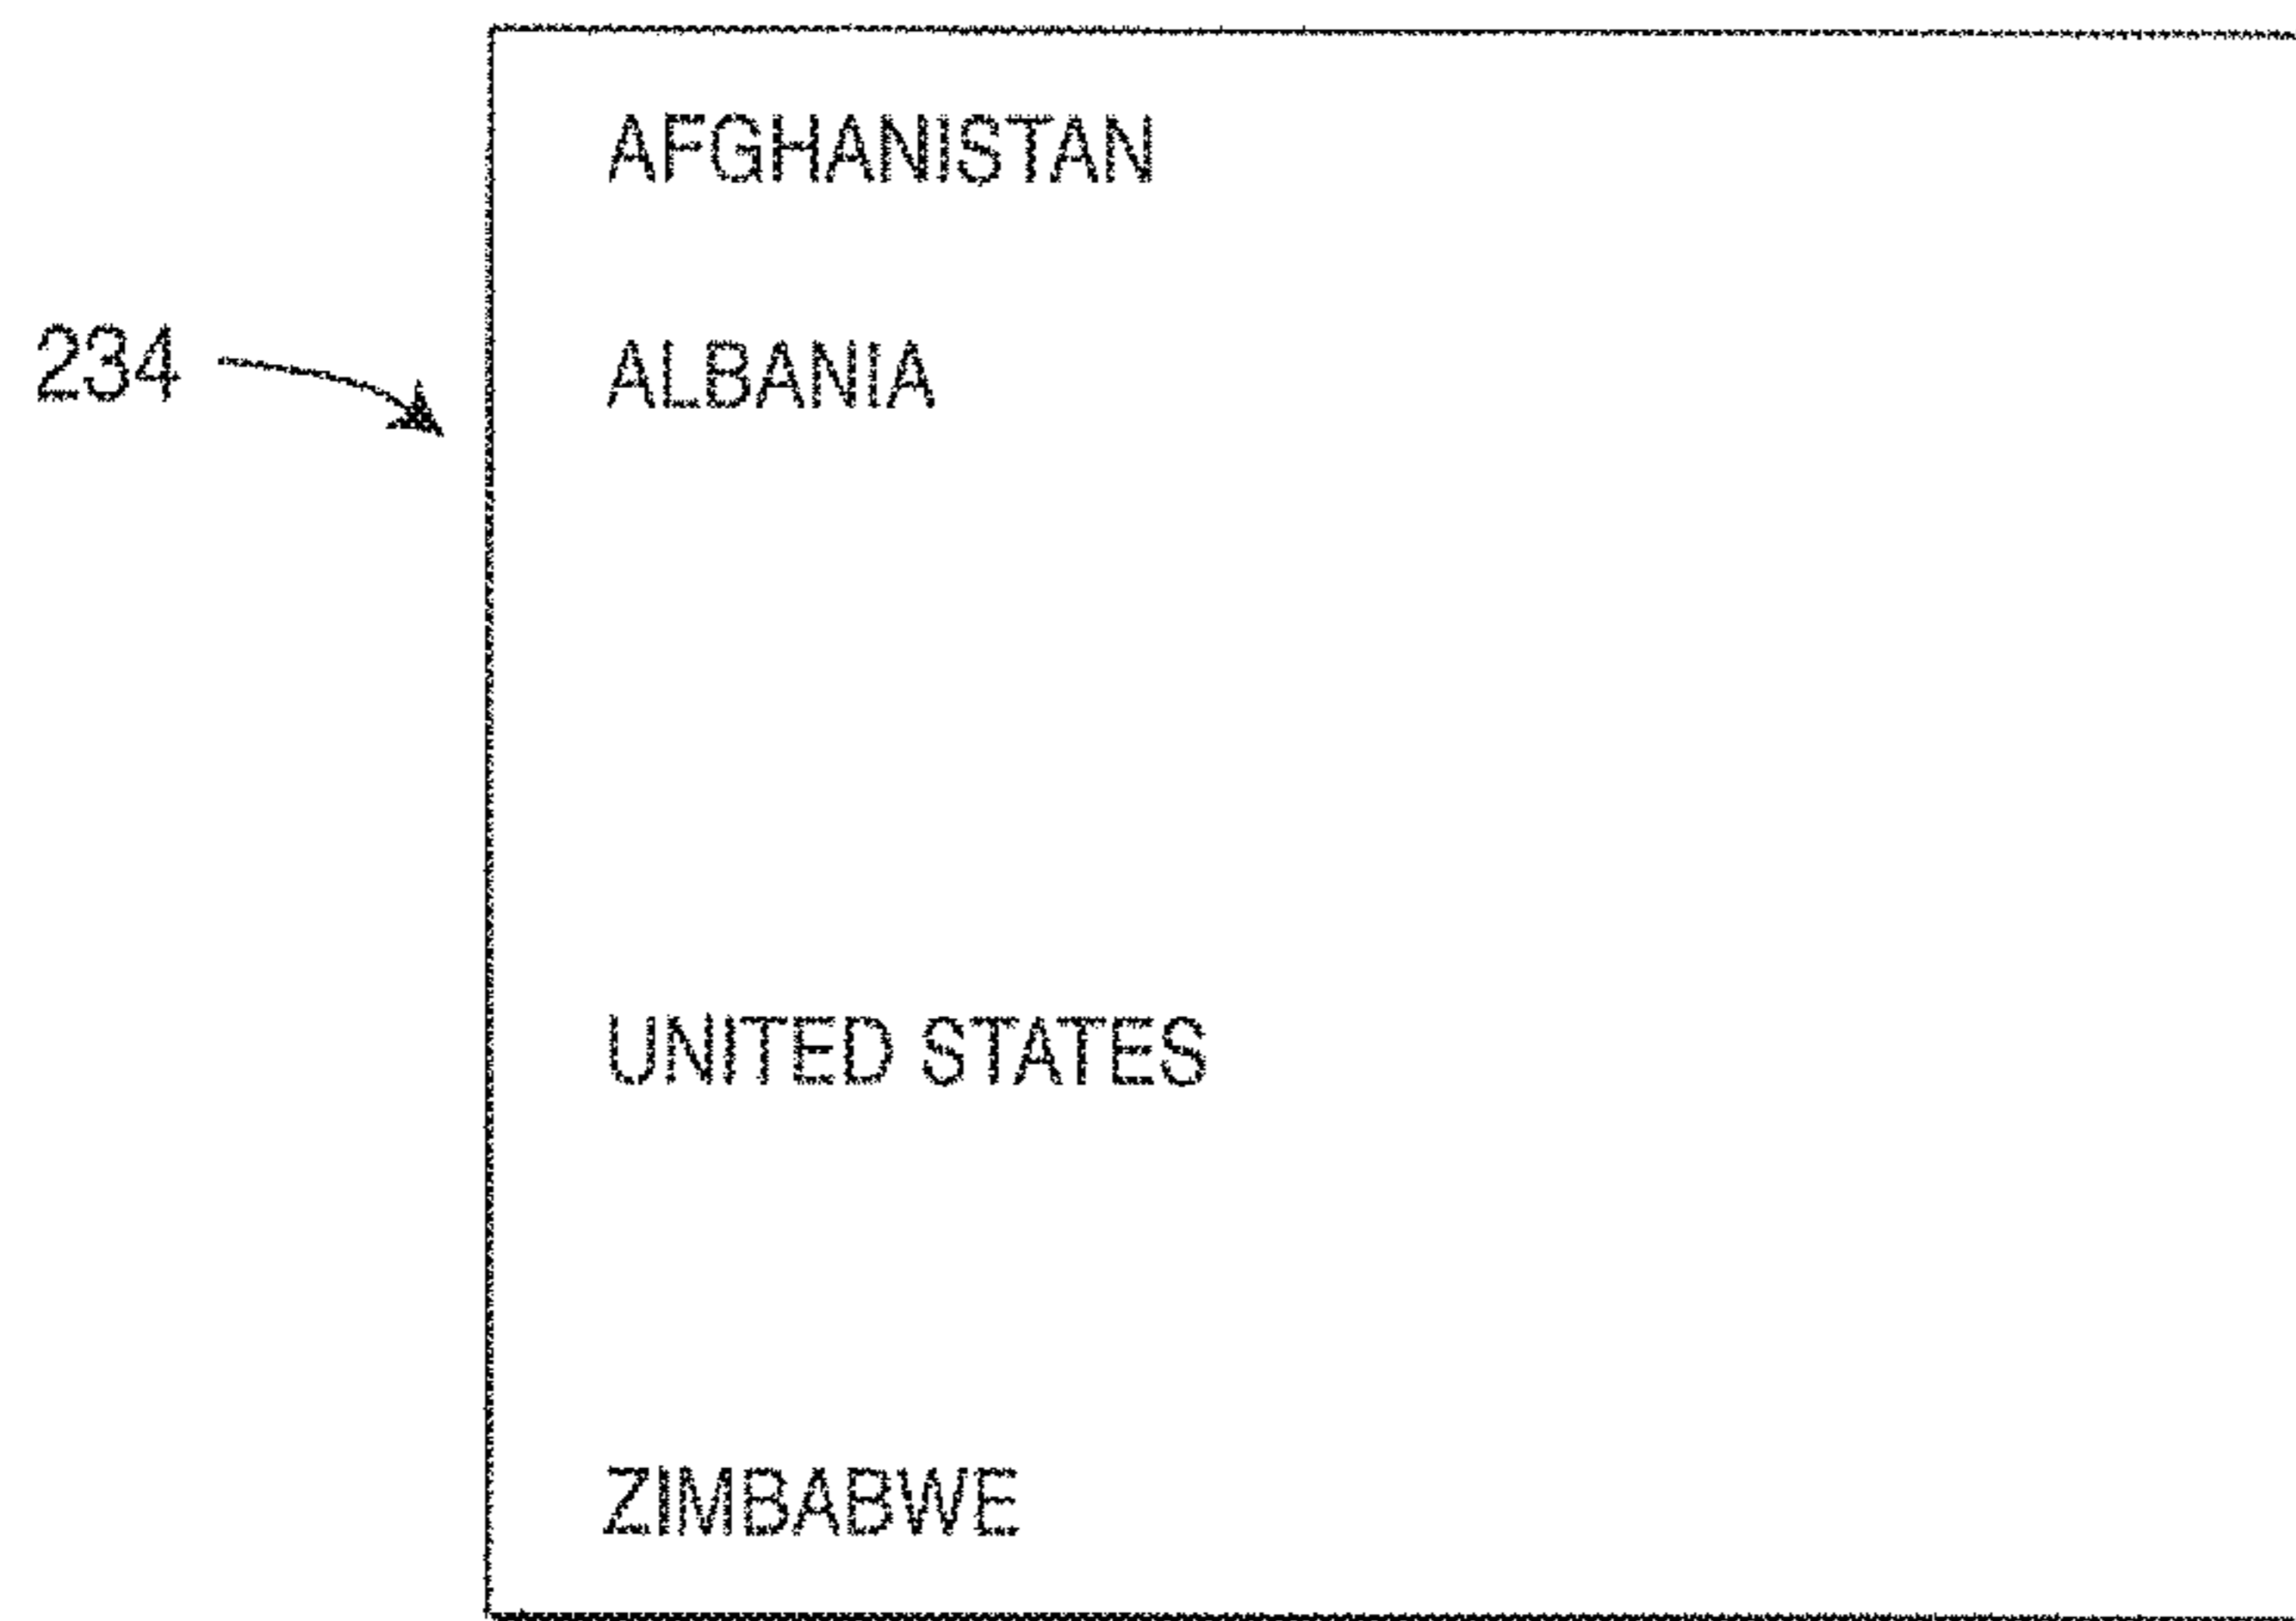 AFGHANISTAN
234
ALBANIA
UNITED STATES
ZIMBABWE